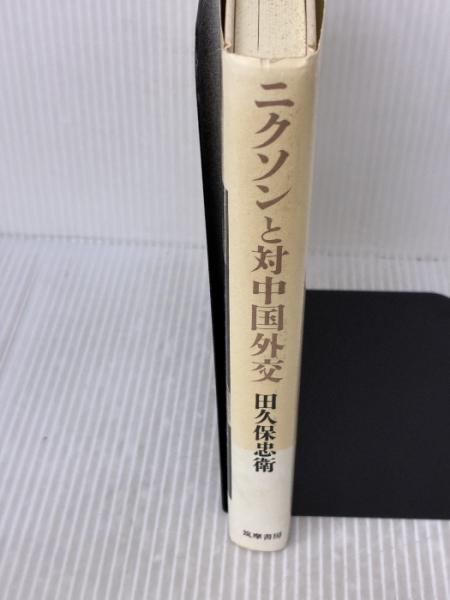 ニクソンと対中国外交
田久保忠衛
筑摩書房